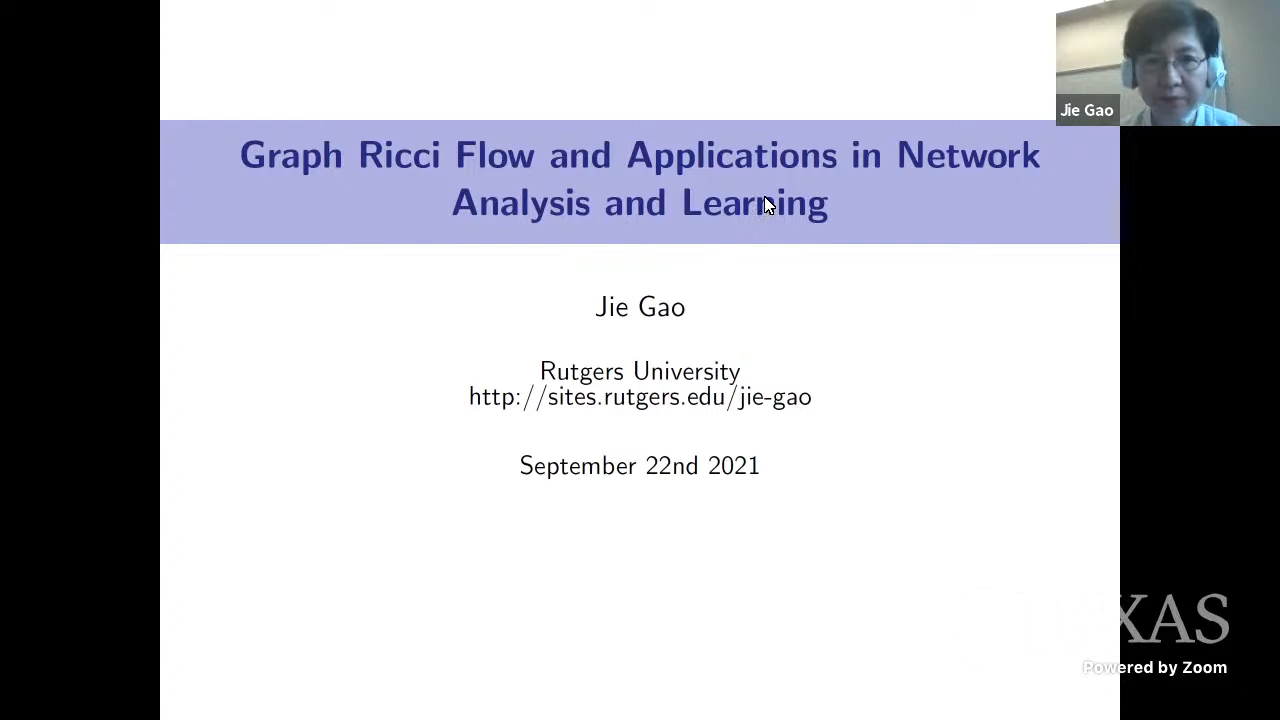 Graph Ricci Flow and Applications in Network
Analysis and Learning
Jie Gao
Jie Gao
Rutgers University
http://sites.rutgers.edu/jie-gao
September 22nd 2021
XAS
Powered by Zoom